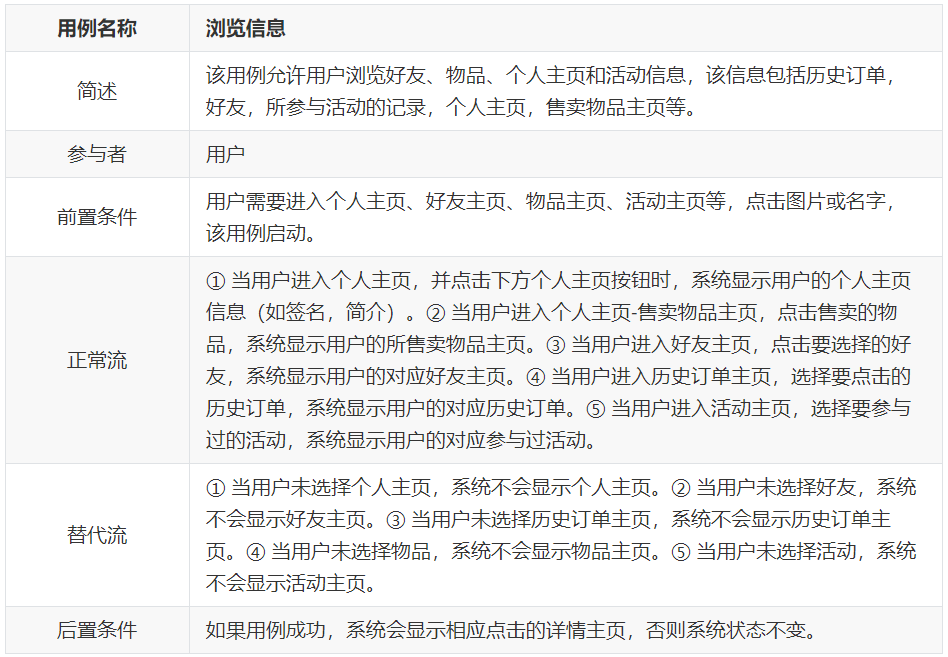 用例名称 浏览信息
简述 该用例允许用户浏览好友、物品、个人主页和活动信息，该信息包括历史订单，
好友，所参与活动的记录，个人主页，售卖物品主页等。
参与者 用户
前置条件 用户需要进入个人主页、好友主页、物品主页、活动主页等，点击图片或名字，
该用例启动。
正常流 ① 当用户进入个人主页，并点击下方个人主页按钮时，系统显示用户的个人主页
信息（如签名，简介）。② 当用户进入个人主页-售卖物品主页，点击售卖的物
品，系统显示用户的所售卖物品主页。③ 当用户进入好友主页，点击要选择的好
友，系统显示用户的对应好友主页。④ 当用户进入历史订单主页，选择要点击的
历史订单，系统显示用户的对应历史订单。⑤ 当用户进入活动主页，选择要参与
过的活动，系统显示用户的对应参与过活动。
替代流 ① 当用户未选择个人主页，系统不会显示个人主页。② 当用户未选择好友，系统
不会显示好友主页。③ 当用户未选择历史订单主页，系统不会显示历史订单主
页。④ 当用户未选择物品，系统不会显示物品主页。⑤ 当用户未选择活动，系统
不会显示活动主页。
后置条件 如果用例成功，系统会显示相应点击的详情主页，否则系统状态不变。